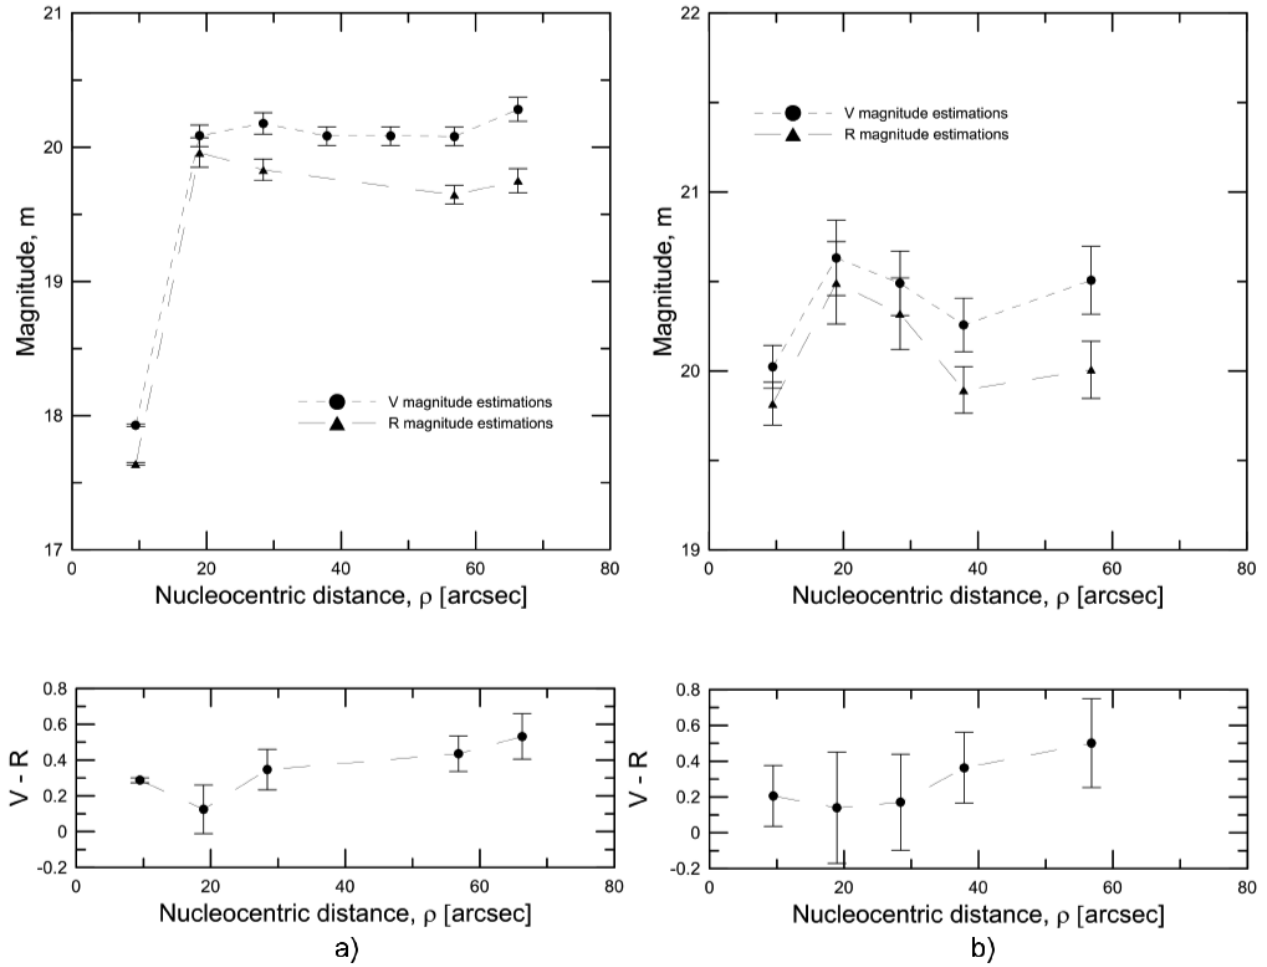 21
20
19
18
17
Magnitude, m
V magnitude estimations
R magnitude estimations
0 20 40 60 80
Nucleocentric distance, ρ [arcsec]
22
21
20
19
Magnitude, m
V magnitude estimations
R magnitude estimations
0 20 40 60 80
Nucleocentric distance, ρ [arcsec]
0.8
0.6
0.4
0.2
0
-0.2
V - R
0 20 40 60 80
Nucleocentric distance, ρ [arcsec]
a)
0.8
0.6
0.4
0.2
0
-0.2
V - R
0 20 40 60 80
Nucleocentric distance, ρ [arcsec]
b)